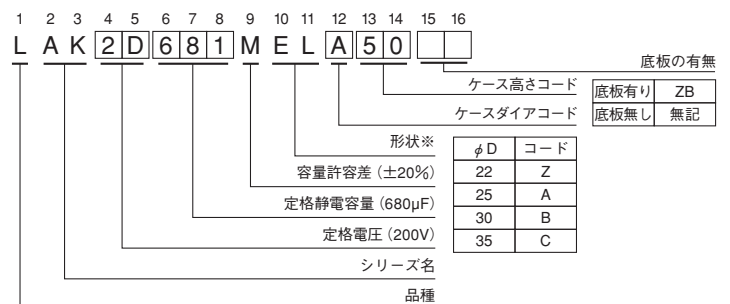 1 2 3 4 5 6 7 8 9 10 11 12 13 14 15 16
L A K 2 D 6 8 1 M E L A 5 0
底板の有無
ケース高さコード
底板有り ZB
ケースダイアコード
底板無し 無記
形状※
φD コード
容量許容差（±20%）
22 Z
定格静電容量（680µF）
25 A
30 B
定格電圧（200V）
35 C
シリーズ名
品種